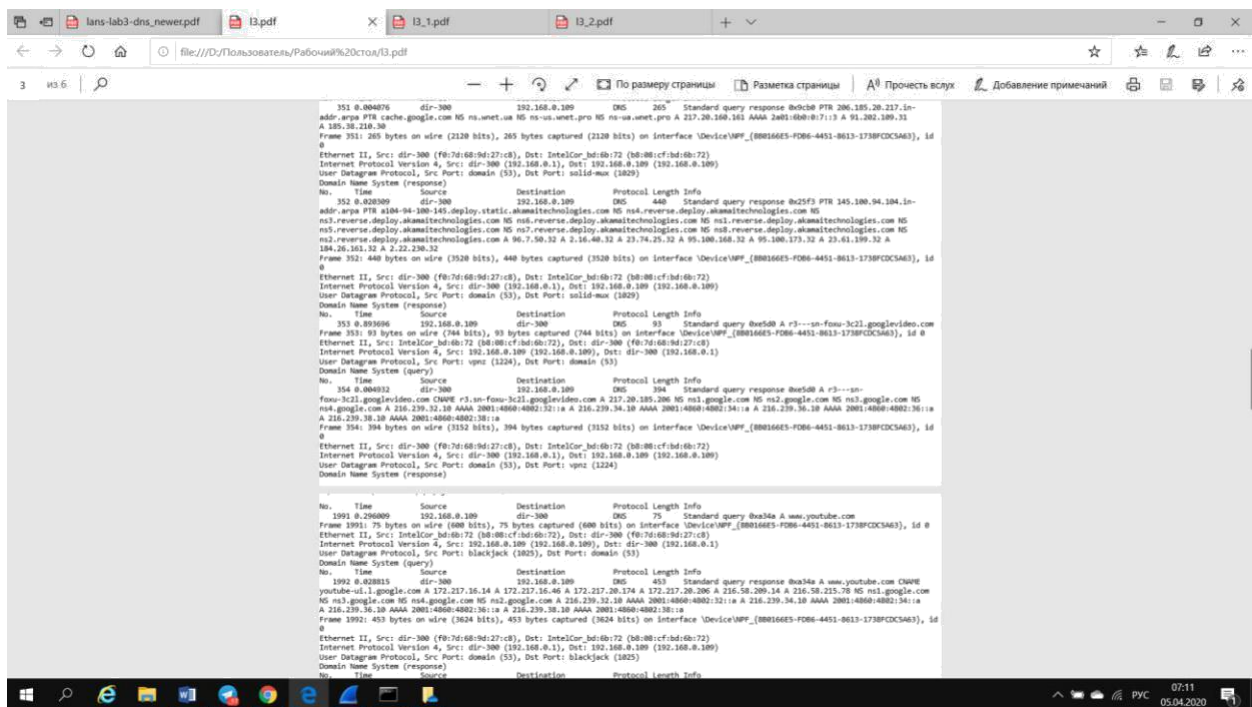 lans-lab3-dns_newer.pdf
l3.pdf
l3_1.pdf
l3_2.pdf
file:///D:/Пользователь/Рабочий%20стол/l3.pdf
3 из 6
По размеру страницы
Разметка страницы
Прочесть вслух
Добавление примечаний
351 0.004076 dir-300 192.168.0.109 DNS 265 Standard query response 0x9cb0 PTR 206.185.20.217.in-
addr.arpa PTR cache.google.com NS ns.wnet.ua NS ns-us.wnet.pro NS ns-ua.wnet.pro A 217.20.160.161 AAAA 2a01:6b0:0:7::3 A 91.202.109.31
A 185.38.210.30
Frame 351: 265 bytes on wire (2120 bits), 265 bytes captured (2120 bits) on interface \Device\NPF_{8B0166E5-FDB6-4451-8613-173BFCDC5A63}, id
0
Ethernet II, Src: dir-300 (f0:7d:68:9d:27:c8), Dst: IntelCor_bd:6b:72 (b8:08:cf:bd:6b:72)
Internet Protocol Version 4, Src: dir-300 (192.168.0.1), Dst: 192.168.0.109 (192.168.0.109)
User Datagram Protocol, Src Port: domain (53), Dst Port: solid-mux (1029)
Domain Name System (response)
No. Time Source Destination Protocol Length Info
352 0.020309 dir-300 192.168.0.109 DNS 440 Standard query response 0x25f3 PTR 145.100.94.104.in-
addr.arpa PTR a104-94-100-145.deploy.static.akamaitechnologies.com NS ns4.reverse.deploy.akamaitechnologies.com NS
ns3.reverse.deploy.akamaitechnologies.com NS ns6.reverse.deploy.akamaitechnologies.com NS ns1.reverse.deploy.akamaitechnologies.com NS
ns5.reverse.deploy.akamaitechnologies.com NS ns7.reverse.deploy.akamaitechnologies.com NS ns8.reverse.deploy.akamaitechnologies.com NS
ns2.reverse.deploy.akamaitechnologies.com A 96.7.50.32 A 2.16.40.32 A 23.74.25.32 A 95.100.168.32 A 95.100.173.32 A 23.61.199.32 A
184.26.161.32 A 2.22.230.32
Frame 352: 440 bytes on wire (3520 bits), 440 bytes captured (3520 bits) on interface \Device\NPF_{8B0166E5-FDB6-4451-8613-173BFCDC5A63}, id
0
Ethernet II, Src: dir-300 (f0:7d:68:9d:27:c8), Dst: IntelCor_bd:6b:72 (b8:08:cf:bd:6b:72)
Internet Protocol Version 4, Src: dir-300 (192.168.0.1), Dst: 192.168.0.109 (192.168.0.109)
User Datagram Protocol, Src Port: domain (53), Dst Port: solid-mux (1029)
Domain Name System (response)
No. Time Source Destination Protocol Length Info
353 0.893696 192.168.0.109 dir-300 DNS 93 Standard query 0xe5d0 A r3---sn-foxu-3c2l.googlevideo.com
Frame 353: 93 bytes on wire (744 bits), 93 bytes captured (744 bits) on interface \Device\NPF_{8B0166E5-FDB6-4451-8613-173BFCDC5A63}, id 0
Ethernet II, Src: IntelCor_bd:6b:72 (b8:08:cf:bd:6b:72), Dst: dir-300 (f0:7d:68:9d:27:c8)
Internet Protocol Version 4, Src: 192.168.0.109 (192.168.0.109), Dst: dir-300 (192.168.0.1)
User Datagram Protocol, Src Port: vpnz (1224), Dst Port: domain (53)
Domain Name System (query)
No. Time Source Destination Protocol Length Info
354 0.004932 dir-300 192.168.0.109 DNS 394 Standard query response 0xe5d0 A r3---sn-
foxu-3c2l.googlevideo.com CNAME r3.sn-foxu-3c2l.googlevideo.com A 217.20.185.206 NS ns1.google.com NS ns2.google.com NS ns3.google.com NS
ns4.google.com A 216.239.32.10 AAAA 2001:4860:4802:32::a A 216.239.34.10 AAAA 2001:4860:4802:34::a A 216.239.36.10 AAAA 2001:4860:4802:36::a
A 216.239.38.10 AAAA 2001:4860:4802:38::a
Frame 354: 394 bytes on wire (3152 bits), 394 bytes captured (3152 bits) on interface \Device\NPF_{8B0166E5-FDB6-4451-8613-173BFCDC5A63}, id
0
Ethernet II, Src: dir-300 (f0:7d:68:9d:27:c8), Dst: IntelCor_bd:6b:72 (b8:08:cf:bd:6b:72)
Internet Protocol Version 4, Src: dir-300 (192.168.0.1), Dst: 192.168.0.109 (192.168.0.109)
User Datagram Protocol, Src Port: domain (53), Dst Port: vpnz (1224)
Domain Name System (response)
No. Time Source Destination Protocol Length Info
1991 0.296009 192.168.0.109 dir-300 DNS 75 Standard query 0xa34a A www.youtube.com
Frame 1991: 75 bytes on wire (600 bits), 75 bytes captured (600 bits) on interface \Device\NPF_{8B0166E5-FDB6-4451-8613-173BFCDC5A63}, id 0
Ethernet II, Src: IntelCor_bd:6b:72 (b8:08:cf:bd:6b:72), Dst: dir-300 (f0:7d:68:9d:27:c8)
Internet Protocol Version 4, Src: 192.168.0.109 (192.168.0.109), Dst: dir-300 (192.168.0.1)
User Datagram Protocol, Src Port: blackjack (1025), Dst Port: domain (53)
Domain Name System (query)
No. Time Source Destination Protocol Length Info
1992 0.028815 dir-300 192.168.0.109 DNS 453 Standard query response 0xa34a A www.youtube.com CNAME
youtube-ui.l.google.com A 172.217.16.14 A 172.217.16.46 A 172.217.20.174 A 172.217.20.206 A 216.58.209.14 A 216.58.215.78 NS ns1.google.com
NS ns3.google.com NS ns4.google.com NS ns2.google.com A 216.239.32.10 AAAA 2001:4860:4802:32::a A 216.239.34.10 AAAA 2001:4860:4802:34::a
A 216.239.36.10 AAAA 2001:4860:4802:36::a A 216.239.38.10 AAAA 2001:4860:4802:38::a
Frame 1992: 453 bytes on wire (3624 bits), 453 bytes captured (3624 bits) on interface \Device\NPF_{8B0166E5-FDB6-4451-8613-173BFCDC5A63}, id
0
Ethernet II, Src: dir-300 (f0:7d:68:9d:27:c8), Dst: IntelCor_bd:6b:72 (b8:08:cf:bd:6b:72)
Internet Protocol Version 4, Src: dir-300 (192.168.0.1), Dst: 192.168.0.109 (192.168.0.109)
User Datagram Protocol, Src Port: domain (53), Dst Port: blackjack (1025)
Domain Name System (response)
No. Time Source Destination Protocol Length Info
РУС
07:11
05.04.2020